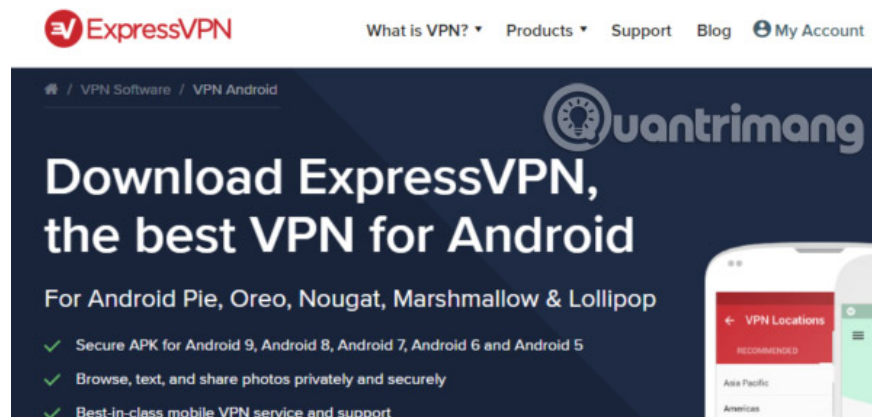 ExpressVPN
What is VPN? Products Support Blog My Account
/ VPN Software / VPN Android
Quantrimang
Download ExpressVPN,
the best VPN for Android
For Android Pie, Oreo, Nougat, Marshmallow & Lollipop
Secure APK for Android 9, Android 8, Android 7, Android 6 and Android 5
Browse, text, and share photos privately and securely
Best-in-class mobile VPN service and support
VPN Locations
RECOMMENDED
Asia Pacific
Americas